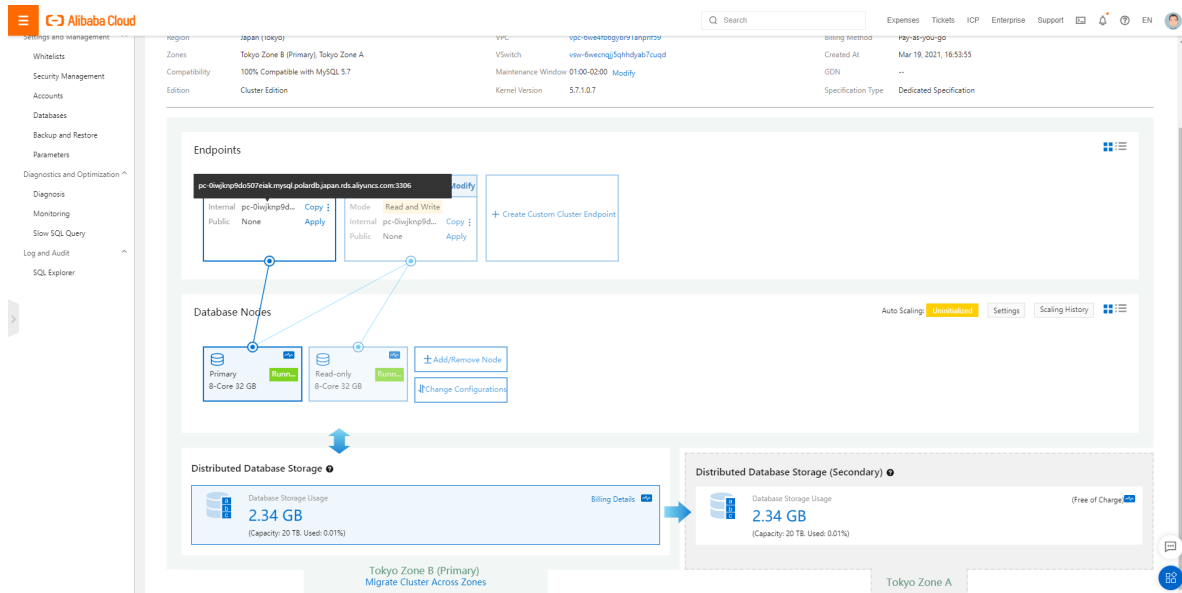 Alibaba Cloud
Search
Expenses Tickets ICP Enterprise Support EN
Settings and Management
Whitelists
Security Management
Accounts
Databases
Backup and Restore
Parameters
Diagnostics and Optimization
Diagnosis
Monitoring
Slow SQL Query
Log and Audit
SQL Explorer
Region Japan (Tokyo) VPC Billing Method Pay-as-you-go
Zones Tokyo Zone B (Primary), Tokyo Zone A VSwitch vsw-6wecnqjj5qhhdyab7cuqd Created At Mar 19, 2021, 16:53:55
Compatibility 100% Compatible with MySQL 5.7 Maintenance Window 01:00-02:00 Modify GDN --
Edition Cluster Edition Kernel Version 5.7.1.0.7 Specification Type Dedicated Specification
Endpoints
pc-0iwjknp9do507eiak.mysql.polardb.japan.rds.aliyuncs.com:3306
Modify
Internal pc-0iwjknp9d... Copy
Public None Apply
Mode Read and Write
Internal pc-0iwjknp9d... Copy
Public None Apply
+ Create Custom Cluster Endpoint
Database Nodes
Auto Scaling: Uninitialized Settings Scaling History
Primary Runn...
8-Core 32 GB
Read-only Runn...
8-Core 32 GB
Add/Remove Node
Change Configurations
Distributed Database Storage
Database Storage Usage Billing Details
2.34 GB
(Capacity: 20 TB. Used: 0.01%)
Tokyo Zone B (Primary)
Migrate Cluster Across Zones
Distributed Database Storage (Secondary)
Database Storage Usage (Free of Charge)
2.34 GB
(Capacity: 20 TB. Used: 0.01%)
Tokyo Zone A